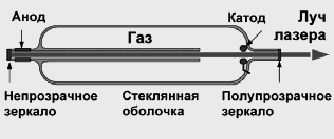 Анод
Катод
Луч
лазера
Газ
Непрозрачное
зеркало
Стеклянная
оболочка
Полупрозрачное
зеркало